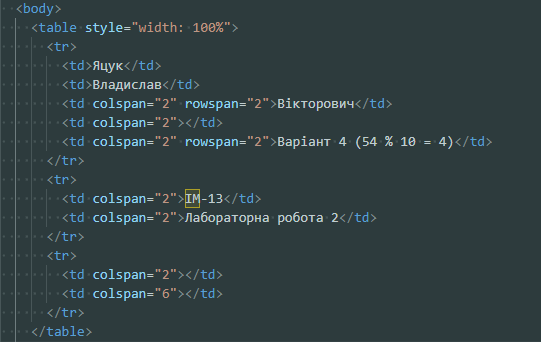 <body>
<table style="width: 100%">
<tr>
<td>Яцук</td>
<td>Владислав</td>
<td colspan="2" rowspan="2">Вікторович</td>
<td colspan="2"></td>
<td colspan="2" rowspan="2">Варіант 4 (54 % 10 = 4)</td>
</tr>
<tr>
<td colspan="2">ІМ-13</td>
<td colspan="2">Лабораторна робота 2</td>
</tr>
<tr>
<td colspan="2"></td>
<td colspan="6"></td>
</tr>
</table>